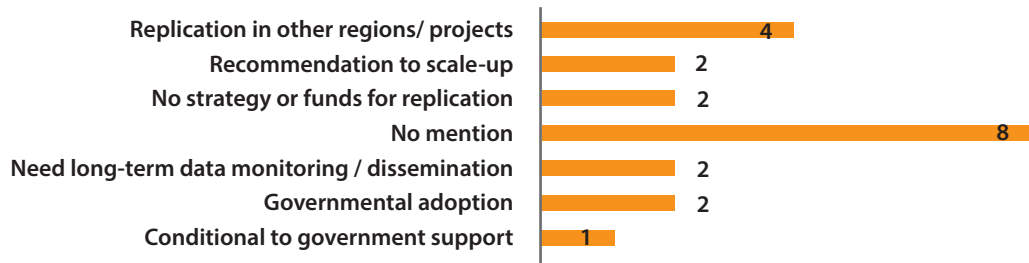 Replication in other regions/ projects 4
Recommendation to scale-up 2
No strategy or funds for replication 2
No mention 8
Need long-term data monitoring / dissemination 2
Governmental adoption 2
Conditional to government support 1